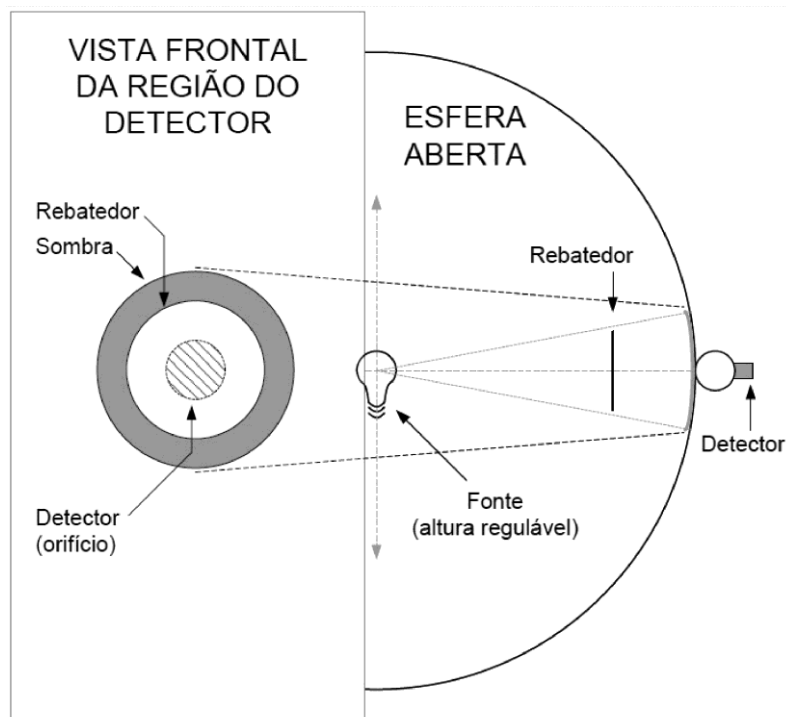 VISTA FRONTAL
DA REGIÃO DO
DETECTOR
ESFERA
ABERTA
Rebatedor
Sombra
Rebatedor
Detector
(orifício)
Fonte
(altura regulável)
Detector